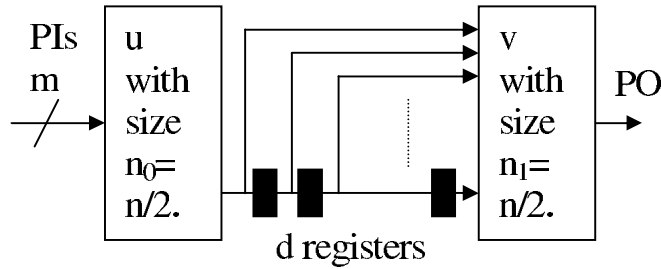 PIs
m
u
with
size
n₀=
n/2.
d registers
v
with
size
n₁=
n/2.
PO